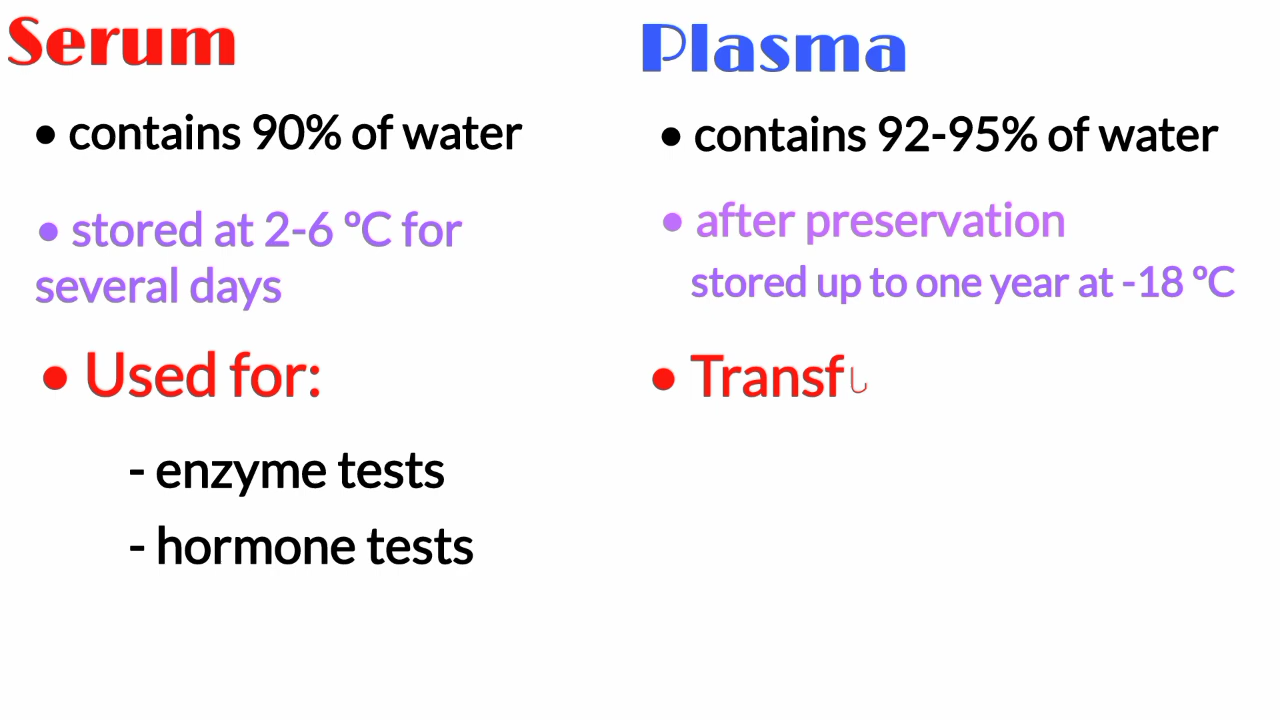 Serum
• contains 90% of water
• stored at 2-6 ºC for
several days
• Used for:
- enzyme tests
- hormone tests
Plasma
• contains 92-95% of water
• after preservation
stored up to one year at -18 ºC
• Transf